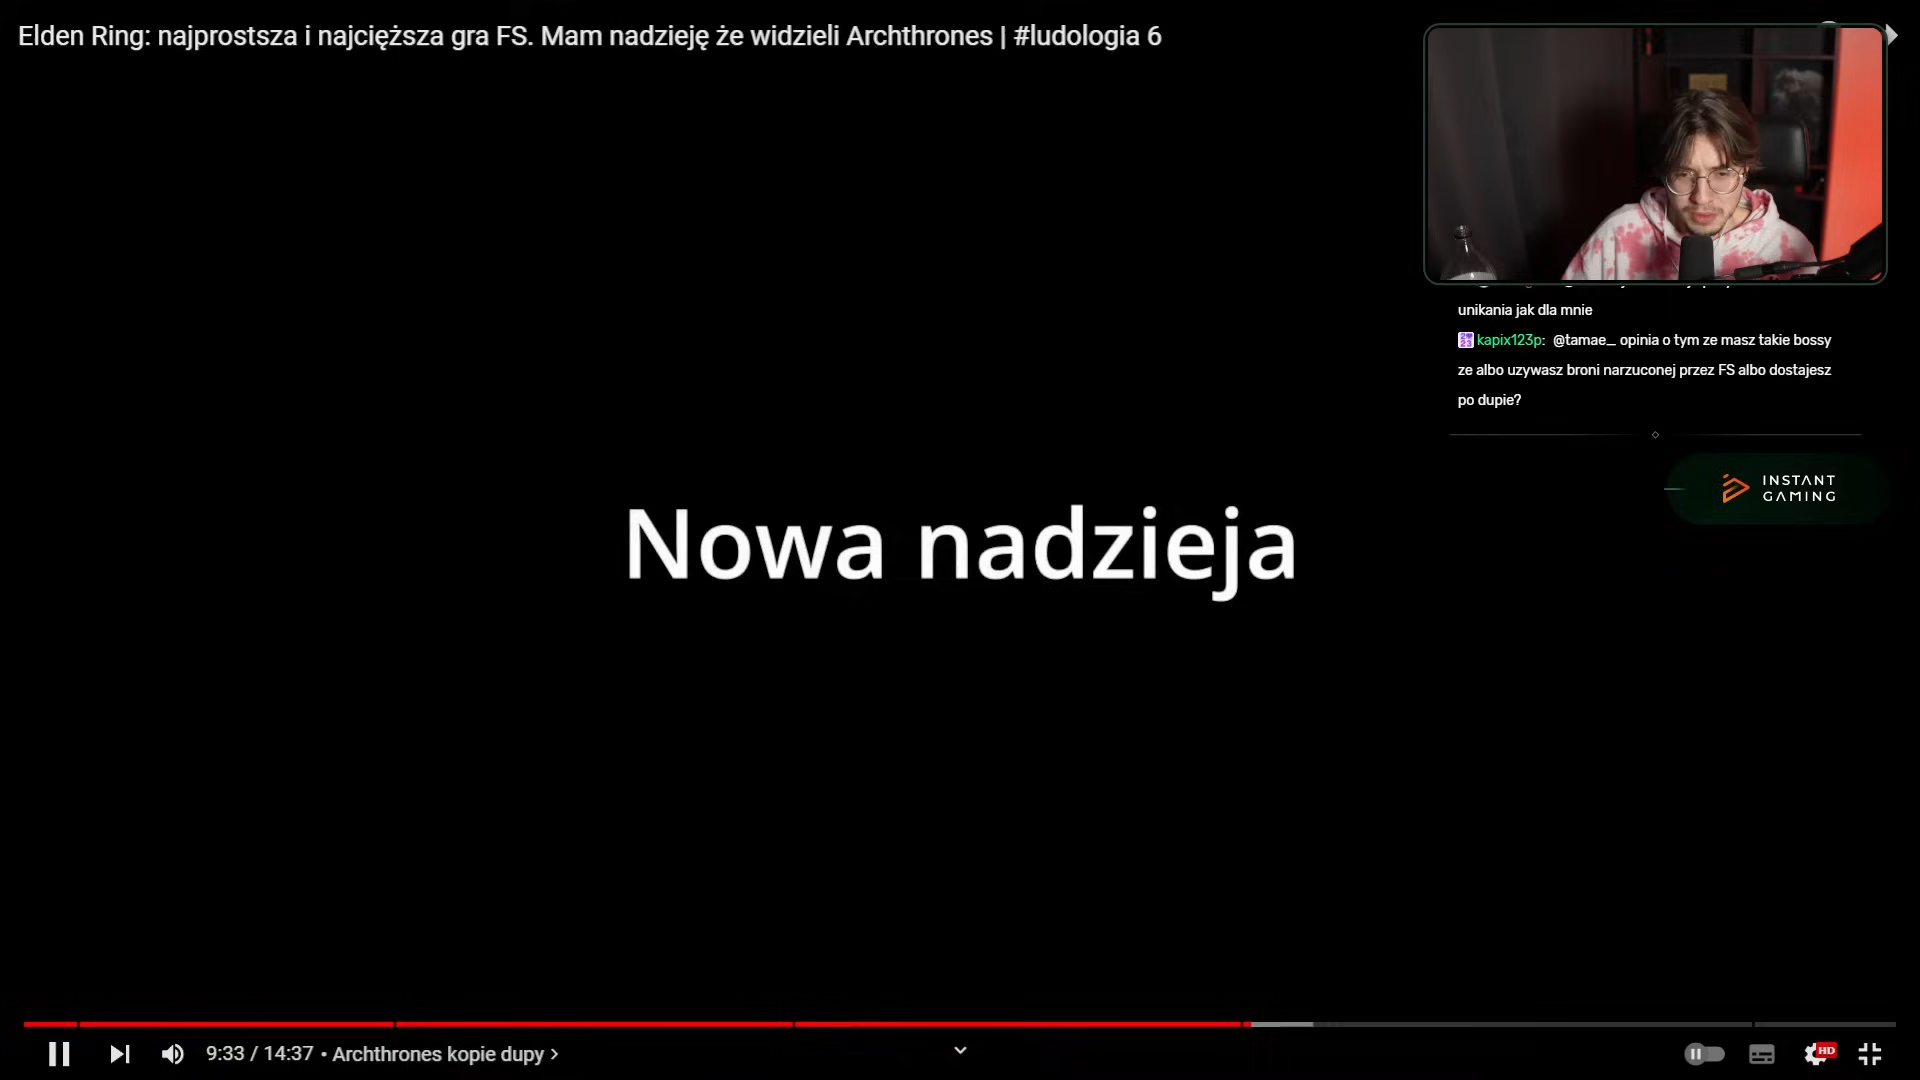 Elden Ring: najprostsza i najcięższa gra FS. Mam nadzieję że widzieli Archthrones | #ludologia 6
unikania jak dla mnie
kapix123p: @tamae_ opinia o tym ze masz takie bossy
ze albo uzywasz broni narzuconej przez FS albo dostajesz
po dupie?
INSTANT
GAMING
Nowa nadzieja
9:33 / 14:37 • Archthrones kopie dupy >
HD